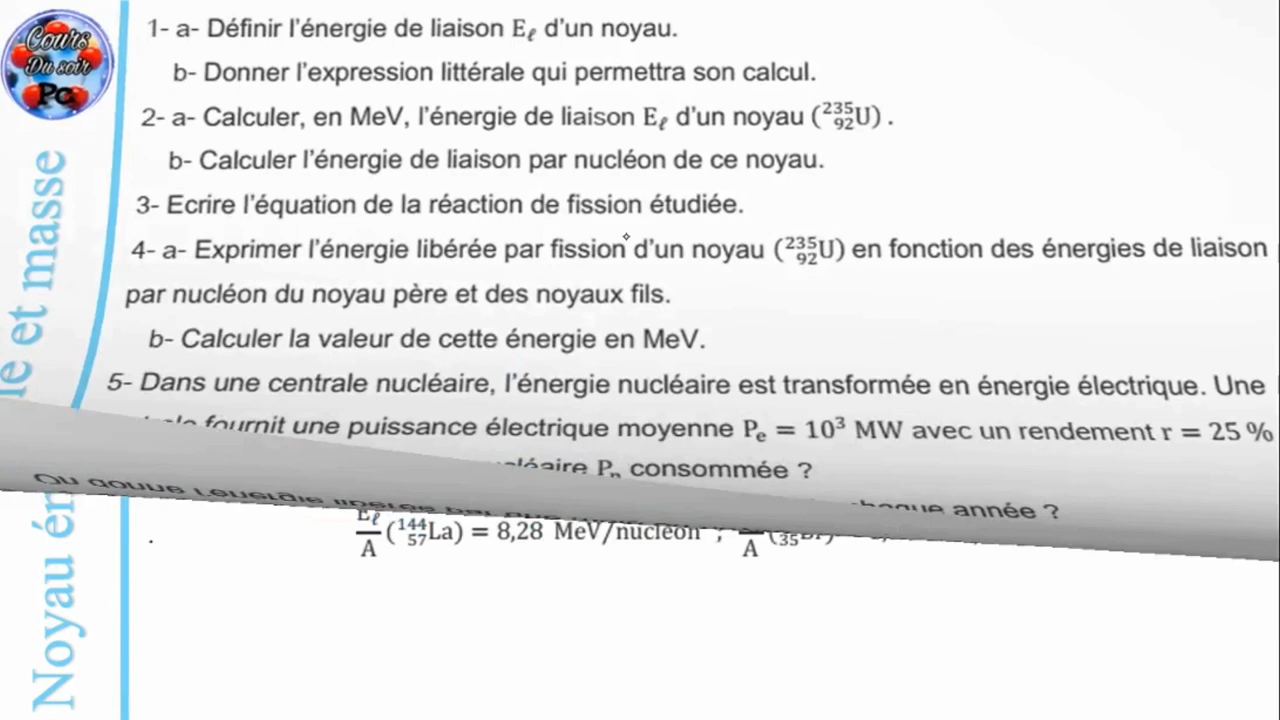 Cours
Du soir
Pc
1- a- Définir l'énergie de liaison Eℓ d'un noyau.
b- Donner l'expression littérale qui permettra son calcul.
2- a- Calculer, en MeV, l'énergie de liaison Eℓ d'un noyau (²³⁵₉₂U) .
b- Calculer l'énergie de liaison par nucléon de ce noyau.
3- Ecrire l'équation de la réaction de fission étudiée.
4- a- Exprimer l'énergie libérée par fission d'un noyau (²³⁵₉₂U) en fonction des énergies de liaison
par nucléon du noyau père et des noyaux fils.
b- Calculer la valeur de cette énergie en MeV.
5- Dans une centrale nucléaire, l'énergie nucléaire est transformée en énergie électrique. Une
fournit une puissance électrique moyenne Pₑ = 10³ MW avec un rendement r = 25 %
Pₙ consommée ?
année ?
Eℓ/A (¹⁴⁴₅₇La) = 8,28 MeV/nucléon ;
Noyau
et masse